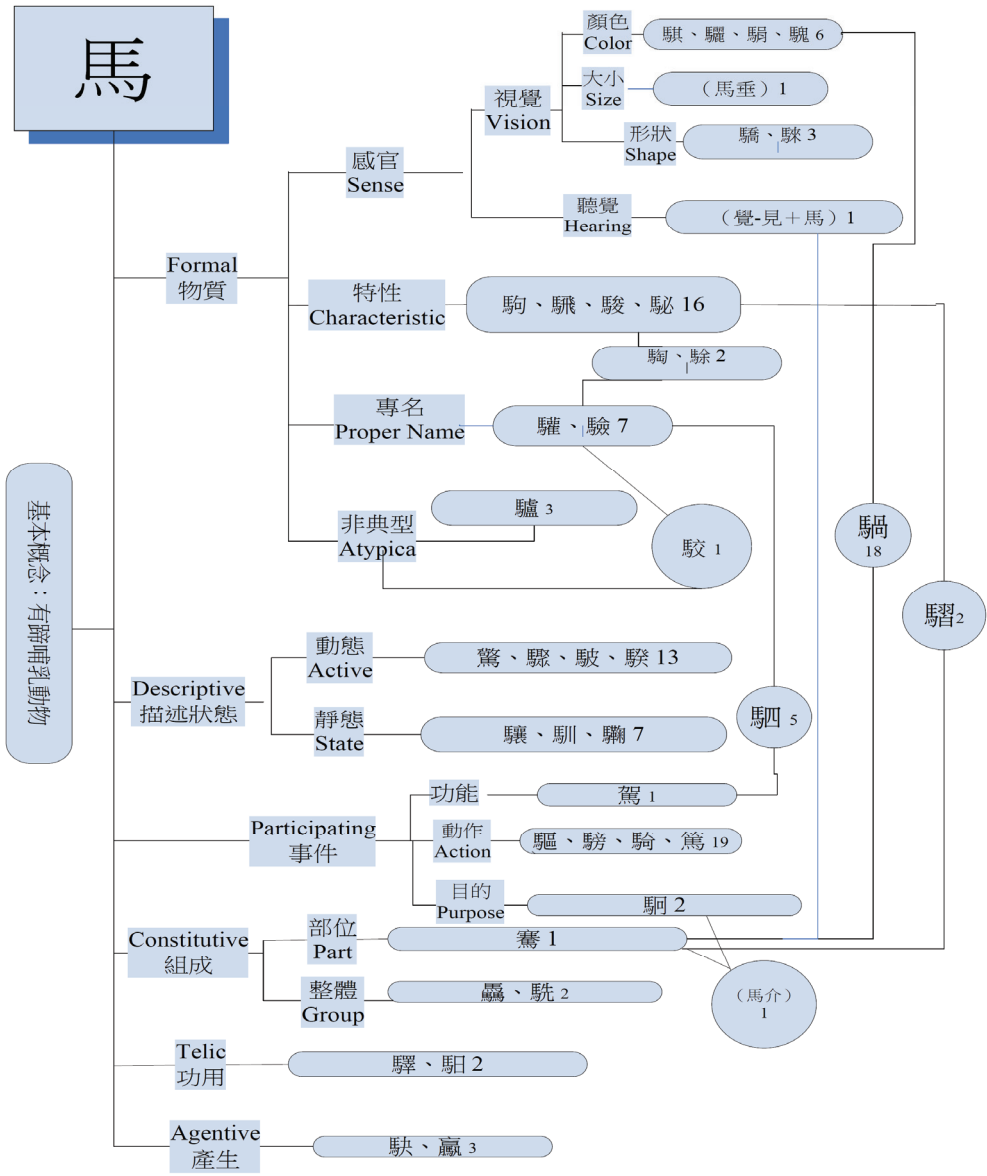 馬
顏色
Color
騏、驪、騩 6
大小
Size
（馬垂）1
視覺
Vision
形狀
Shape
驕、騋 3
感官
Sense
聽覺
Hearing
（覺-見＋馬）1
Formal
物質
特性
Characteristic
駒、駿、駜 16
騊、駼 2
專名
Proper Name
驩、驗 7
非典型
Atypica
驢 3
駮 1
騧
18
騽2
基本概念：有蹄哺乳動物
動態
Active
驚、驟、駊、騤 13
Descriptive
描述狀態
靜態
State
驤、馴、7
駟 5
功能
駕 1
Participating
事件
動作
Action
驅、騯、騎、篤 19
目的
Purpose
駉 2
部位
Part
騫 1
Constitutive
組成
整體
Group
驫、駪 2
（馬介）
1
Telic
功用
驛、馹 2
Agentive
產生
駃、驘 3